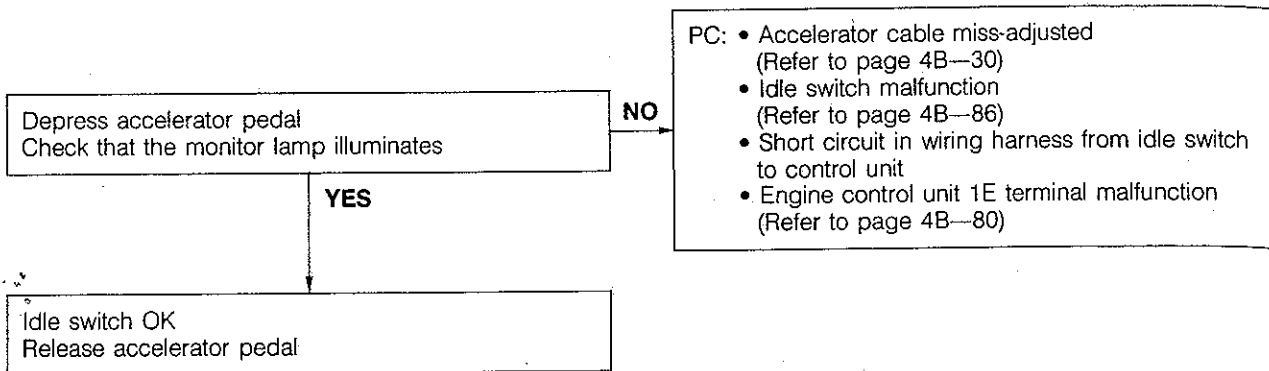 Depress accelerator pedal
Check that the monitor lamp illuminates
NO
PC: • Accelerator cable miss-adjusted
(Refer to page 4B—30)
• Idle switch malfunction
(Refer to page 4B—86)
• Short circuit in wiring harness from idle switch
to control unit
• Engine control unit 1E terminal malfunction
(Refer to page 4B—80)
YES
Idle switch OK
Release accelerator pedal